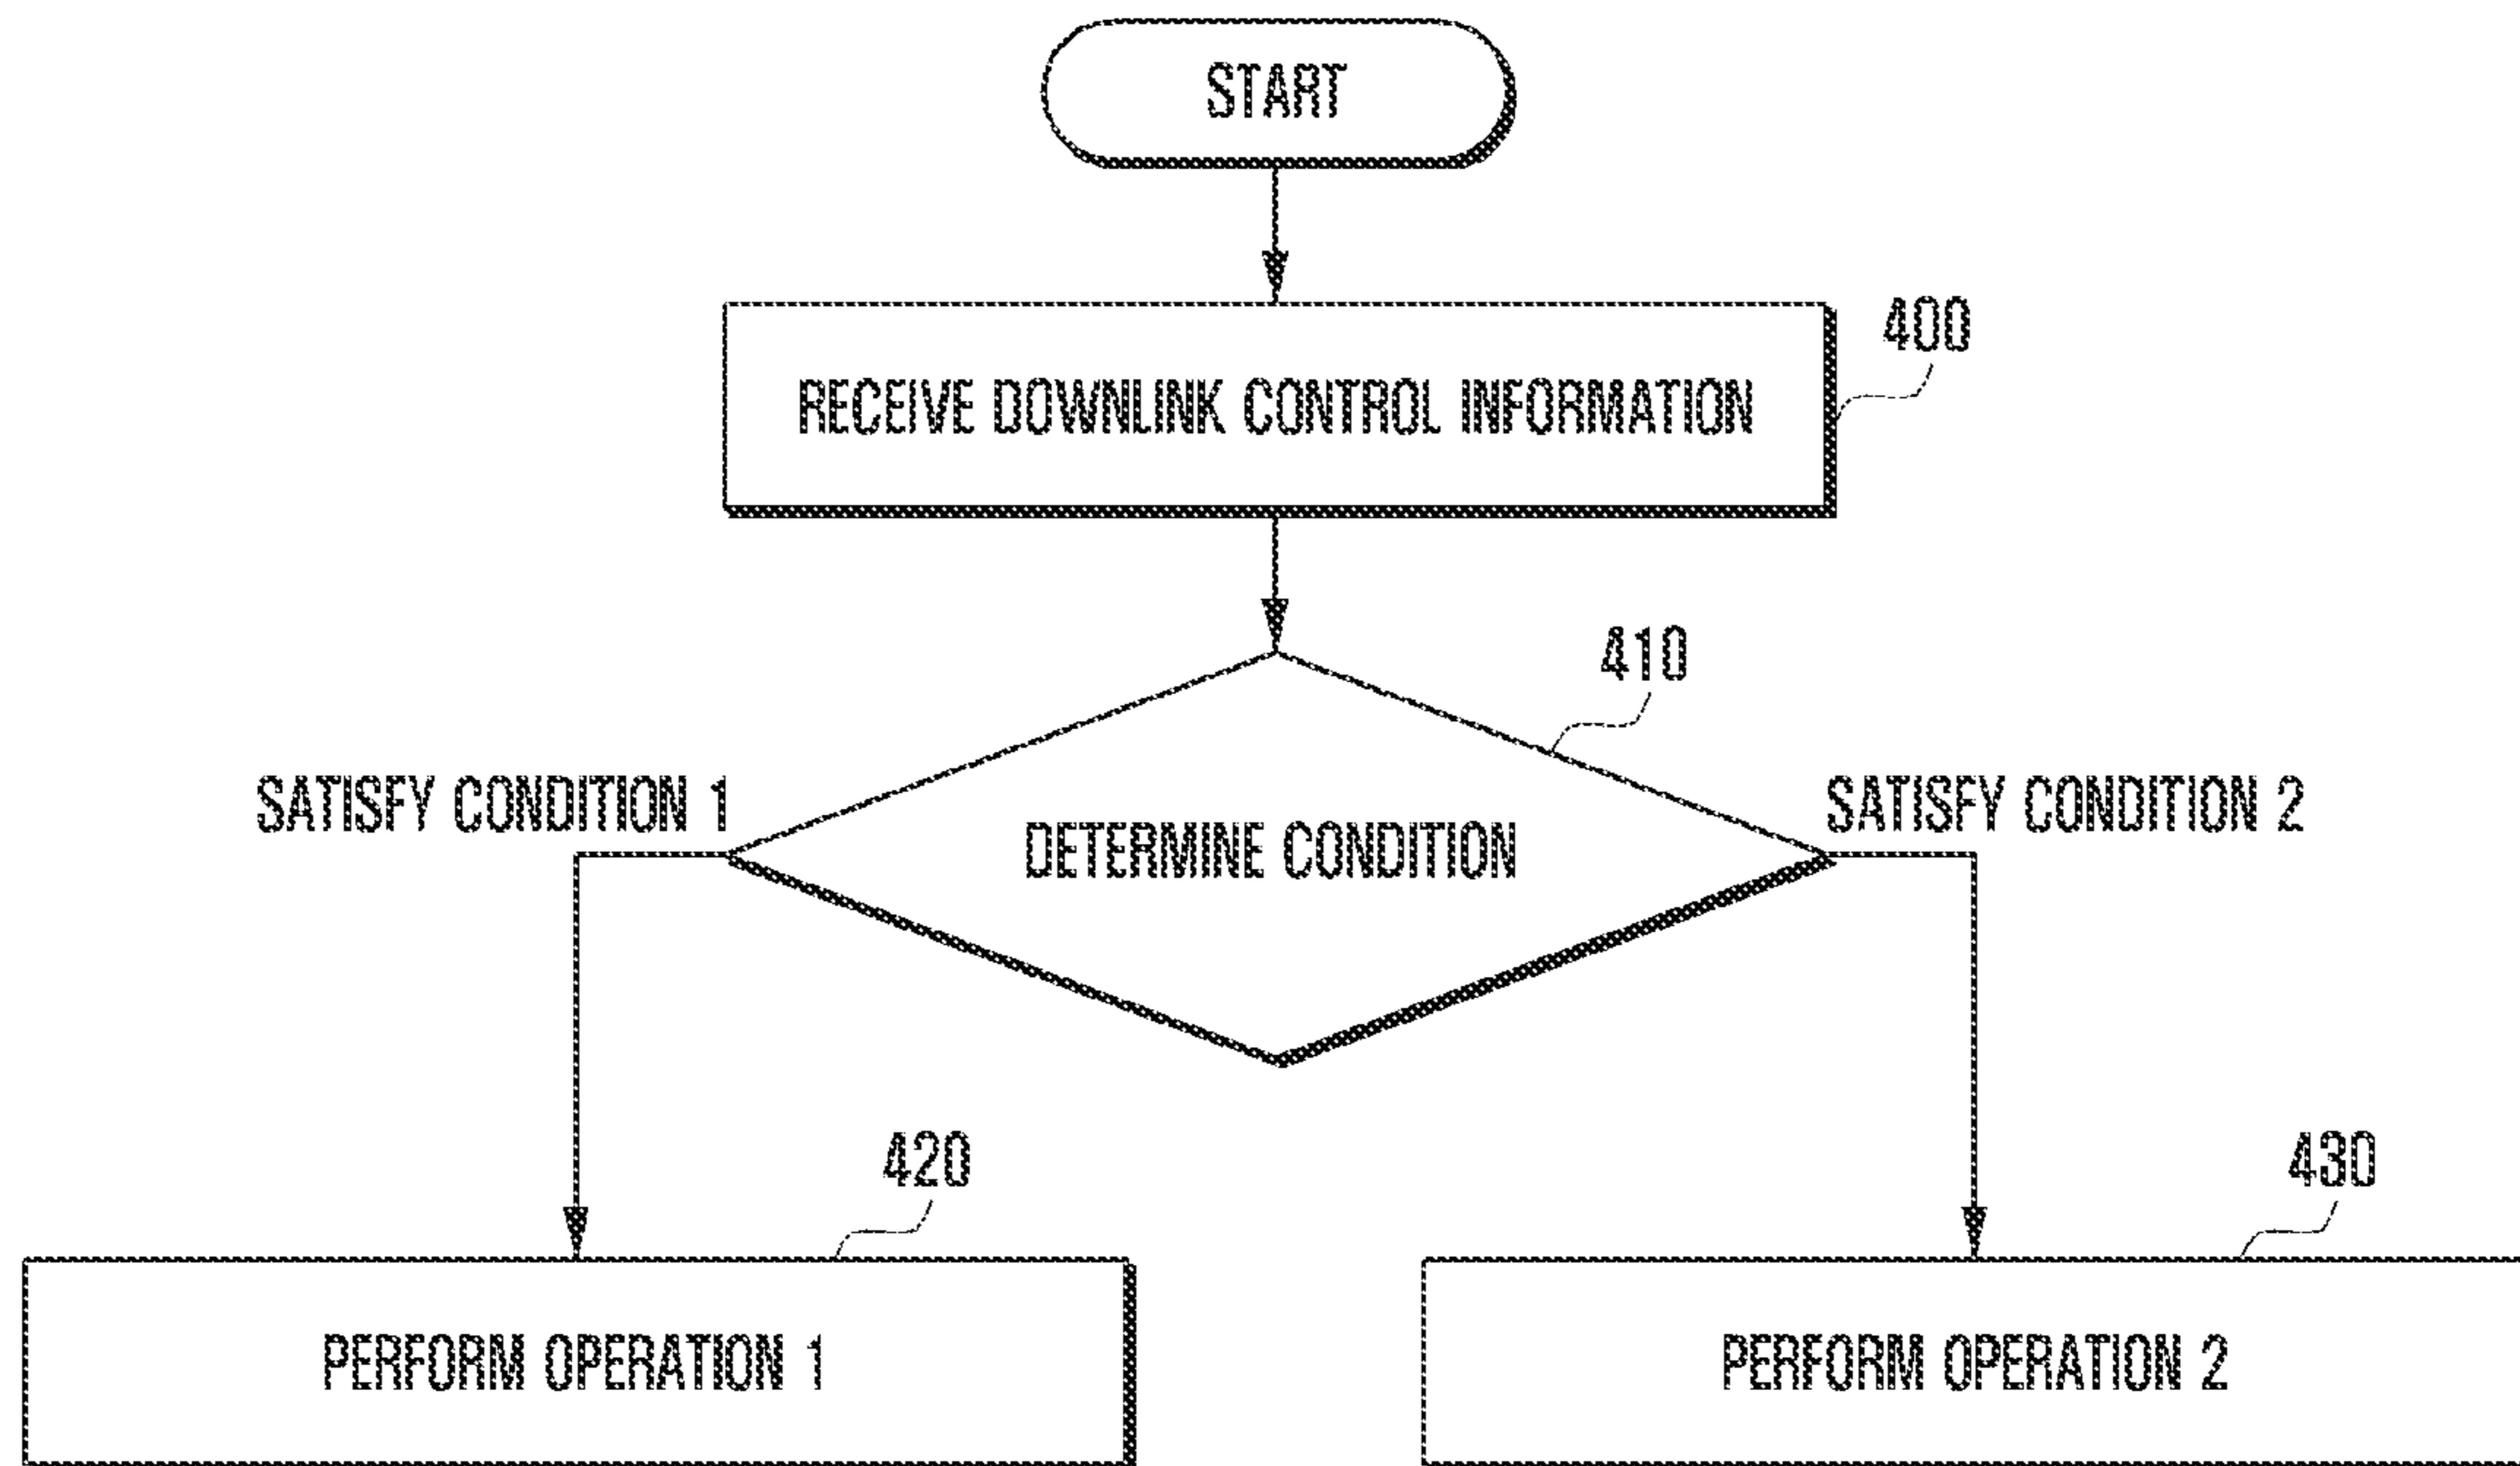 START
RECEIVE DOWNLINK CONTROL INFORMATION
400
410
SATISFY CONDITION 1
DETERMINE CONDITION
SATISFY CONDITION 2
420
430
PERFORM OPERATION 1
PERFORM OPERATION 2